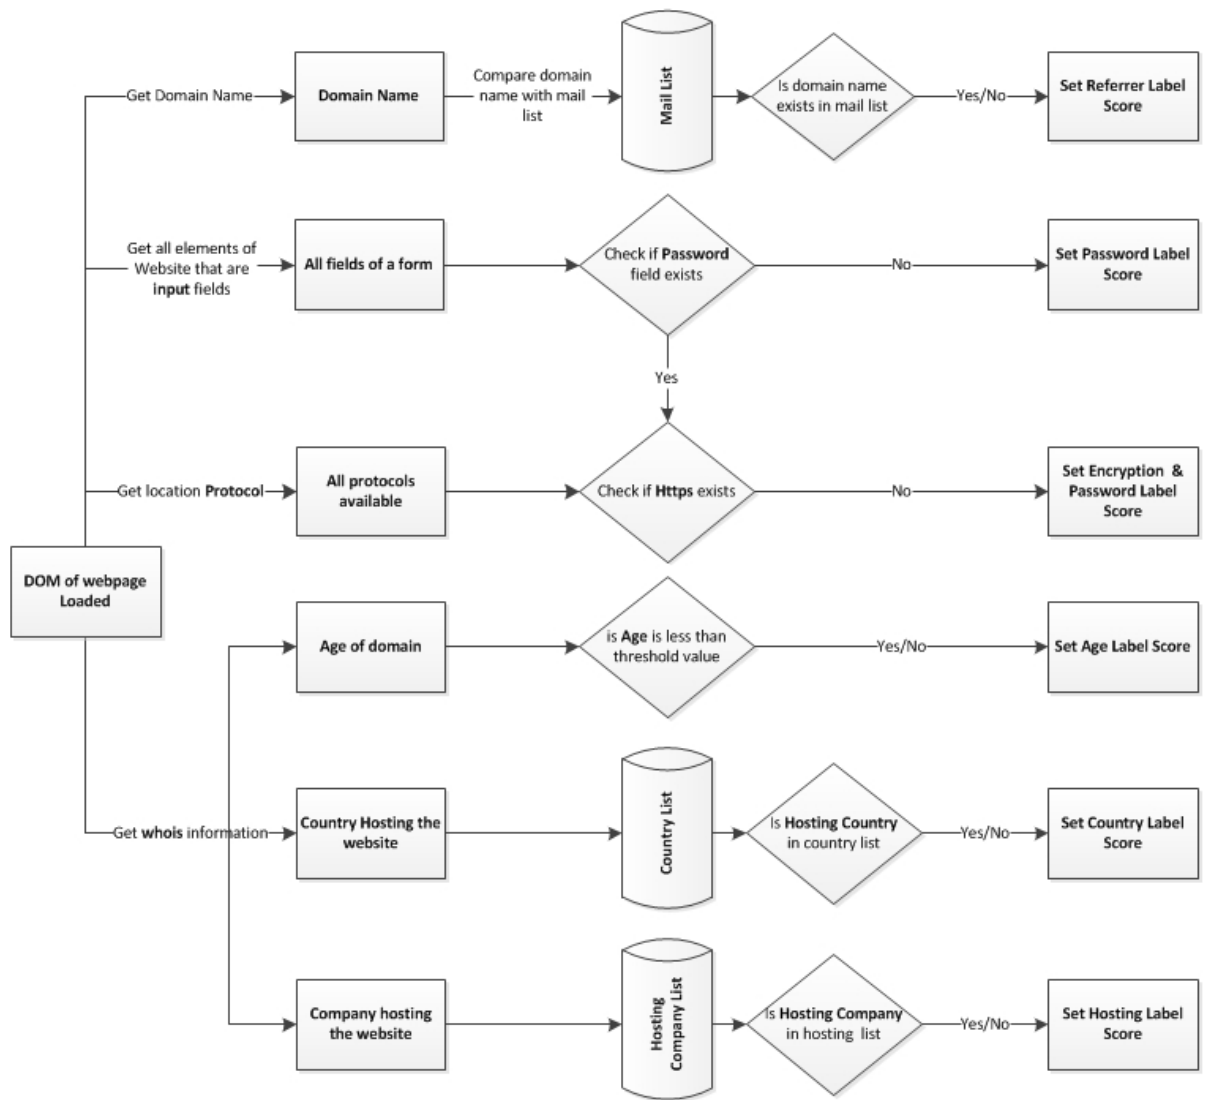 Get Domain Name
Domain Name
Compare domain
name with mail
list
Mail List
Is domain name
exists in mail list
Yes/No
Set Referrer Label
Score
Get all elements of
Website that are
input fields
All fields of a form
Check if Password
field exists
No
Set Password Label
Score
Yes
Get location Protocol
All protocols
available
Check if Https exists
No
Set Encryption &
Password Label
Score
DOM of webpage
Loaded
Age of domain
is Age is less than
threshold value
Yes/No
Set Age Label Score
Get whois information
Country Hosting the
website
Country List
Is Hosting Country
in country list
Yes/No
Set Country Label
Score
Company hosting
the website
Hosting
Company List
Is Hosting Company
in hosting list
Yes/No
Set Hosting Label
Score